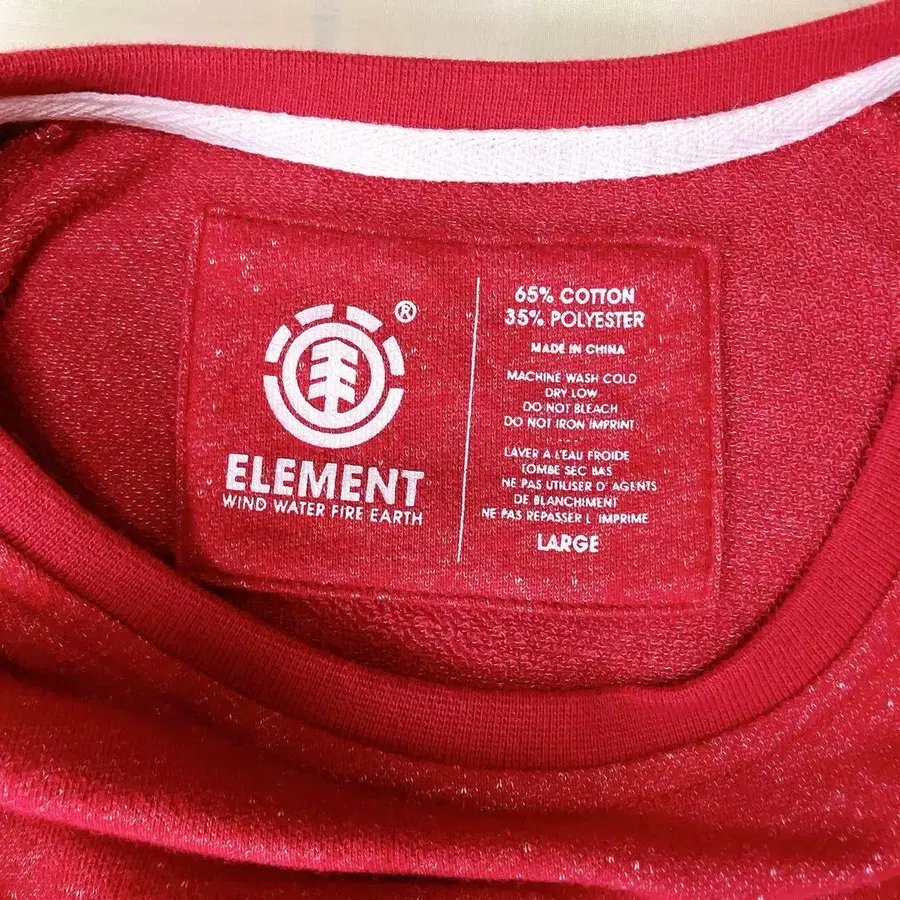 ®
ELEMENT
WIND WATER FIRE EARTH
65% COTTON
35% POLYESTER
MADE IN CHINA
MACHINE WASH COLD
DRY LOW
DO NOT BLEACH
DO NOT IRON IMPRINT
- - -
LAVER A L'EAU FROIDE
TOMBE SEC BAS
NE PAS UTILISER D' AGENTS
DE BLANCHIMENT
NE PAS REPASSER L IMPRIME
LARGE